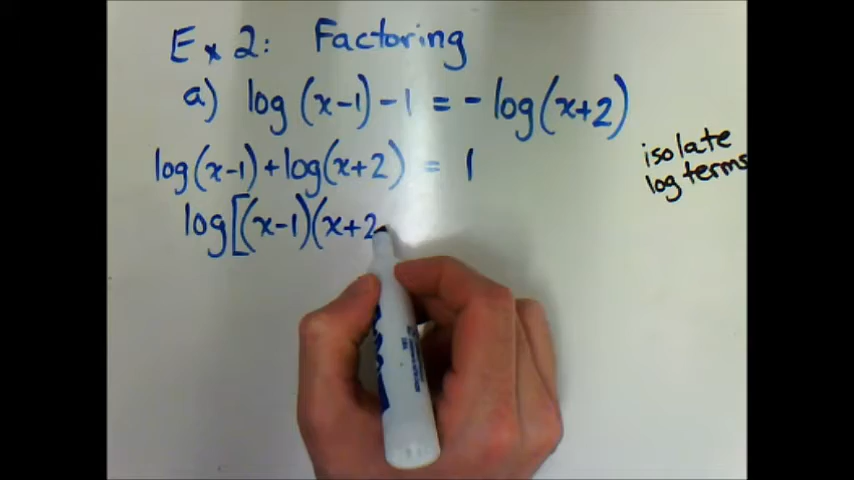 Ex 2: Factoring
a) log (x-1) - 1 = - log(x+2)
log(x-1) + log(x+2) = 1
isolate
log terms
log[(x-1)(x+2